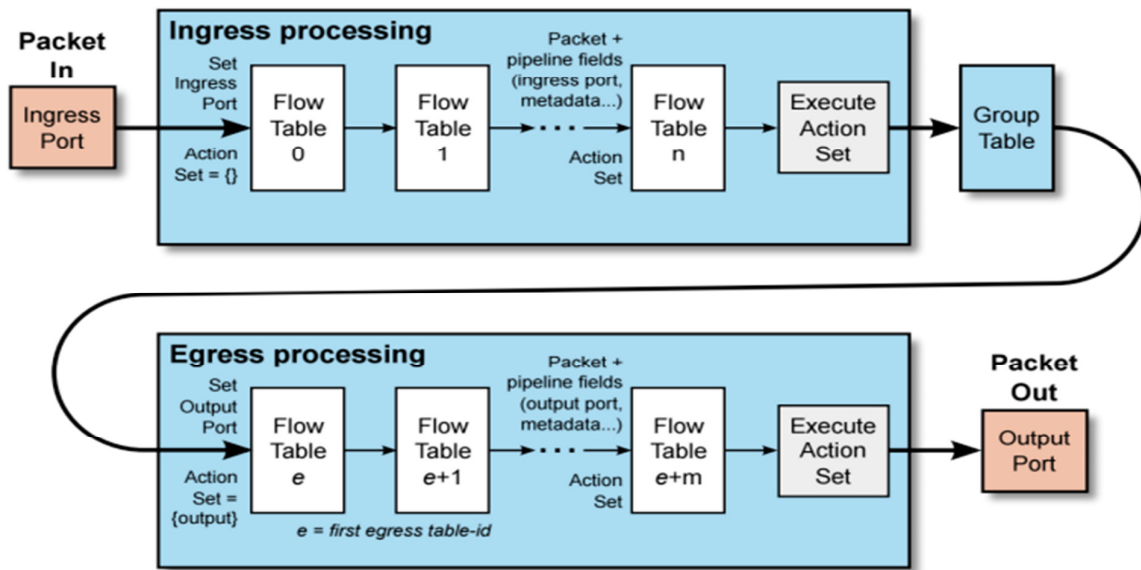 Ingress processing
Packet
In
Ingress
Port
Set
Ingress
Port
Action
Set = {}
Flow
Table
0
Flow
Table
1
Packet +
pipeline fields
(ingress port,
metadata...)
Action
Set
Flow
Table
n
Execute
Action
Set
Group
Table
Egress processing
Set
Output
Port
Action
Set =
{output}
Flow
Table
e
Flow
Table
e+1
e = first egress table-id
Packet +
pipeline fields
(output port,
metadata...)
Action
Set
Flow
Table
e+m
Execute
Action
Set
Packet
Out
Output
Port